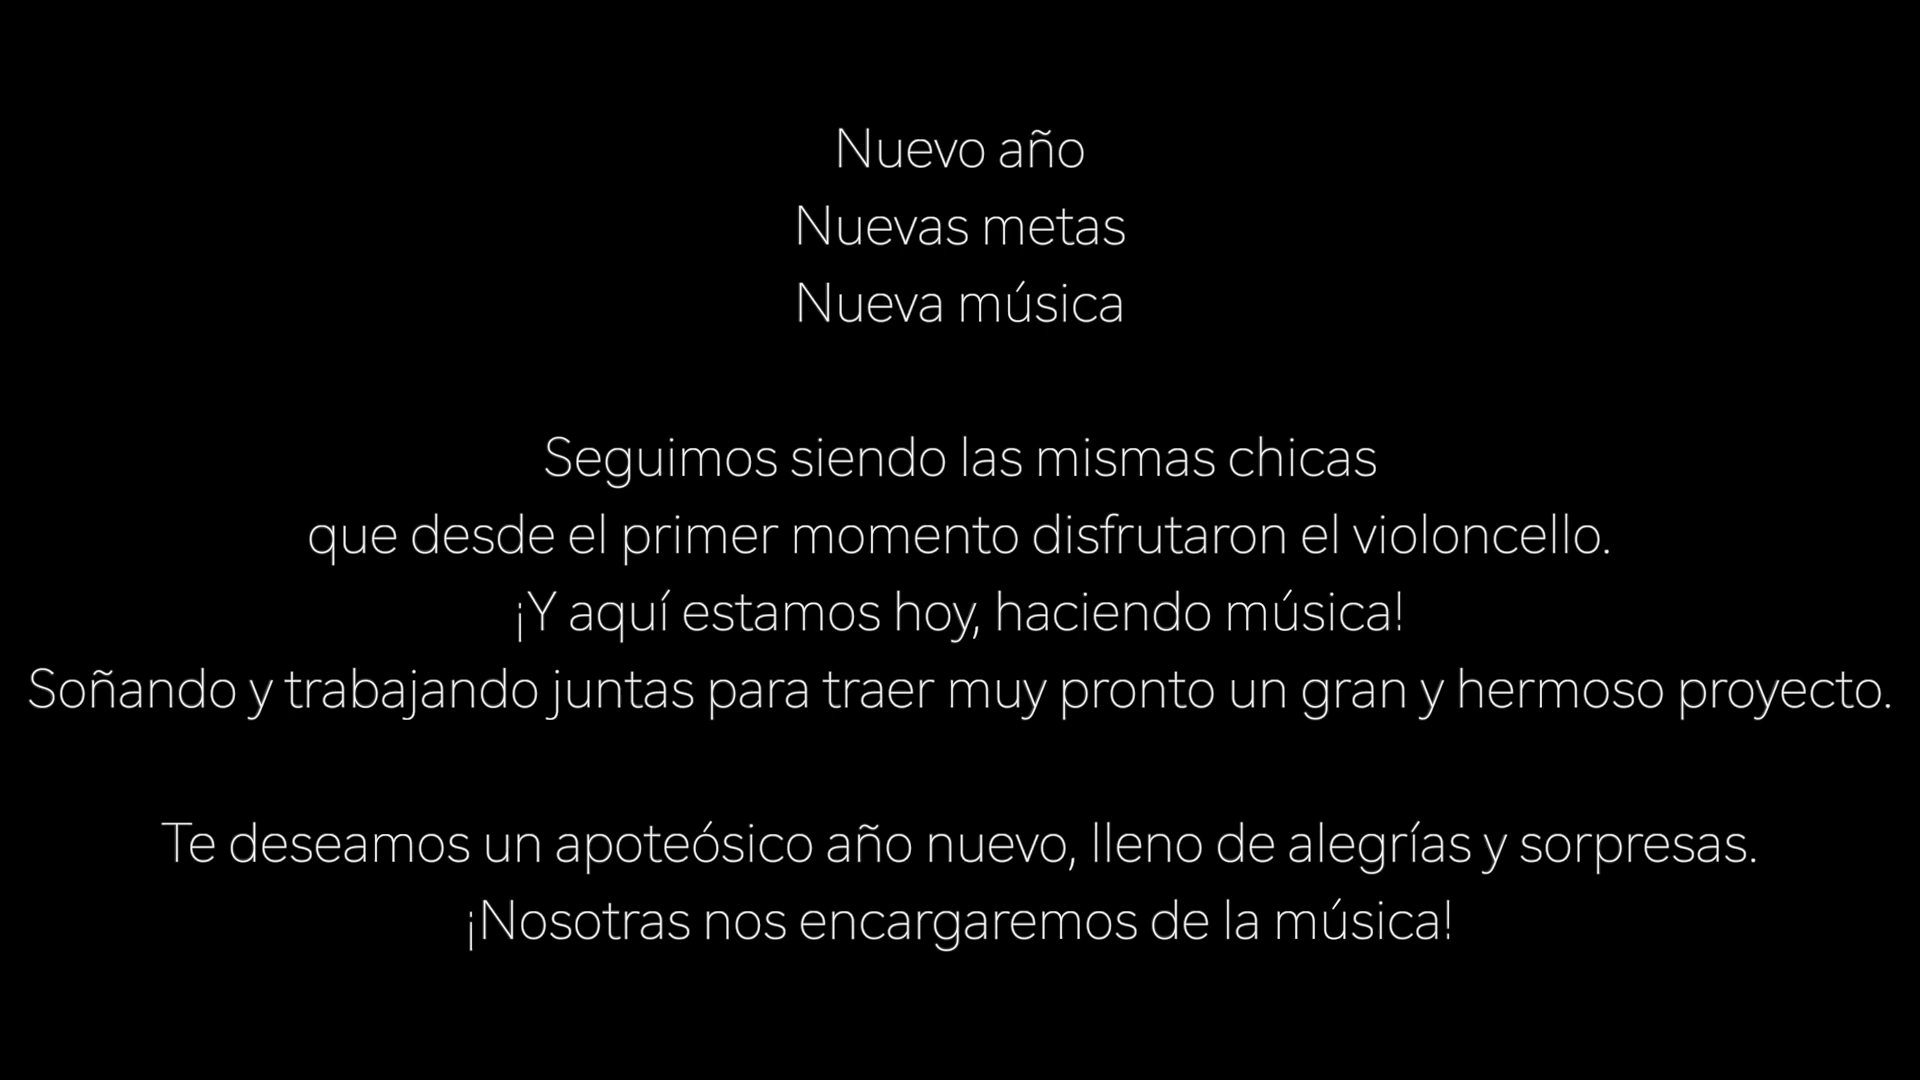 Nuevo año
Nuevas metas
Nueva música
Seguimos siendo las mismas chicas
que desde el primer momento disfrutaron el violoncello.
¡Y aquí estamos hoy, haciendo música!
Soñando y trabajando juntas para traer muy pronto un gran y hermoso proyecto.
Te deseamos un apoteósico año nuevo, lleno de alegrías y sorpresas.
¡Nosotras nos encargaremos de la música!